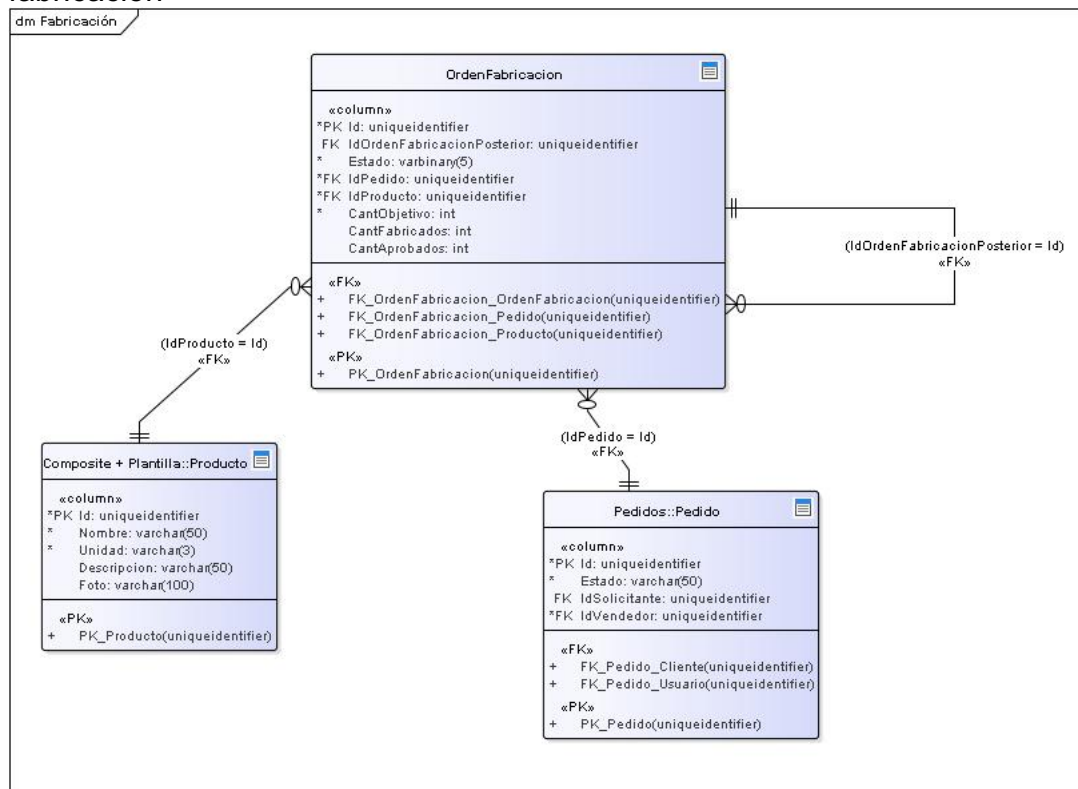 dm Fabricación
OrdenFabricacion
«column»
*PK Id: uniqueidentifier
FK IdOrdenFabricacionPosterior: uniqueidentifier
* Estado: varbinary(5)
*FK IdPedido: uniqueidentifier
*FK IdProducto: uniqueidentifier
* CantObjetivo: int
CantFabricados: int
CantAprobados: int
«FK»
+ FK_OrdenFabricacion_OrdenFabricacion(uniqueidentifier)
+ FK_OrdenFabricacion_Pedido(uniqueidentifier)
+ FK_OrdenFabricacion_Producto(uniqueidentifier)
«PK»
+ PK_OrdenFabricacion(uniqueidentifier)
(IdOrdenFabricacionPosterior = Id)
«FK»
(IdProducto = Id)
«FK»
(IdPedido = Id)
«FK»
Composite + Plantilla::Producto
«column»
*PK Id: uniqueidentifier
* Nombre: varchar(50)
* Unidad: varchar(3)
Descripcion: varchar(50)
Foto: varchar(100)
«PK»
+ PK_Producto(uniqueidentifier)
Pedidos::Pedido
«column»
*PK Id: uniqueidentifier
* Estado: varchar(50)
FK IdSolicitante: uniqueidentifier
*FK IdVendedor: uniqueidentifier
«FK»
+ FK_Pedido_Cliente(uniqueidentifier)
+ FK_Pedido_Usuario(uniqueidentifier)
«PK»
+ PK_Pedido(uniqueidentifier)